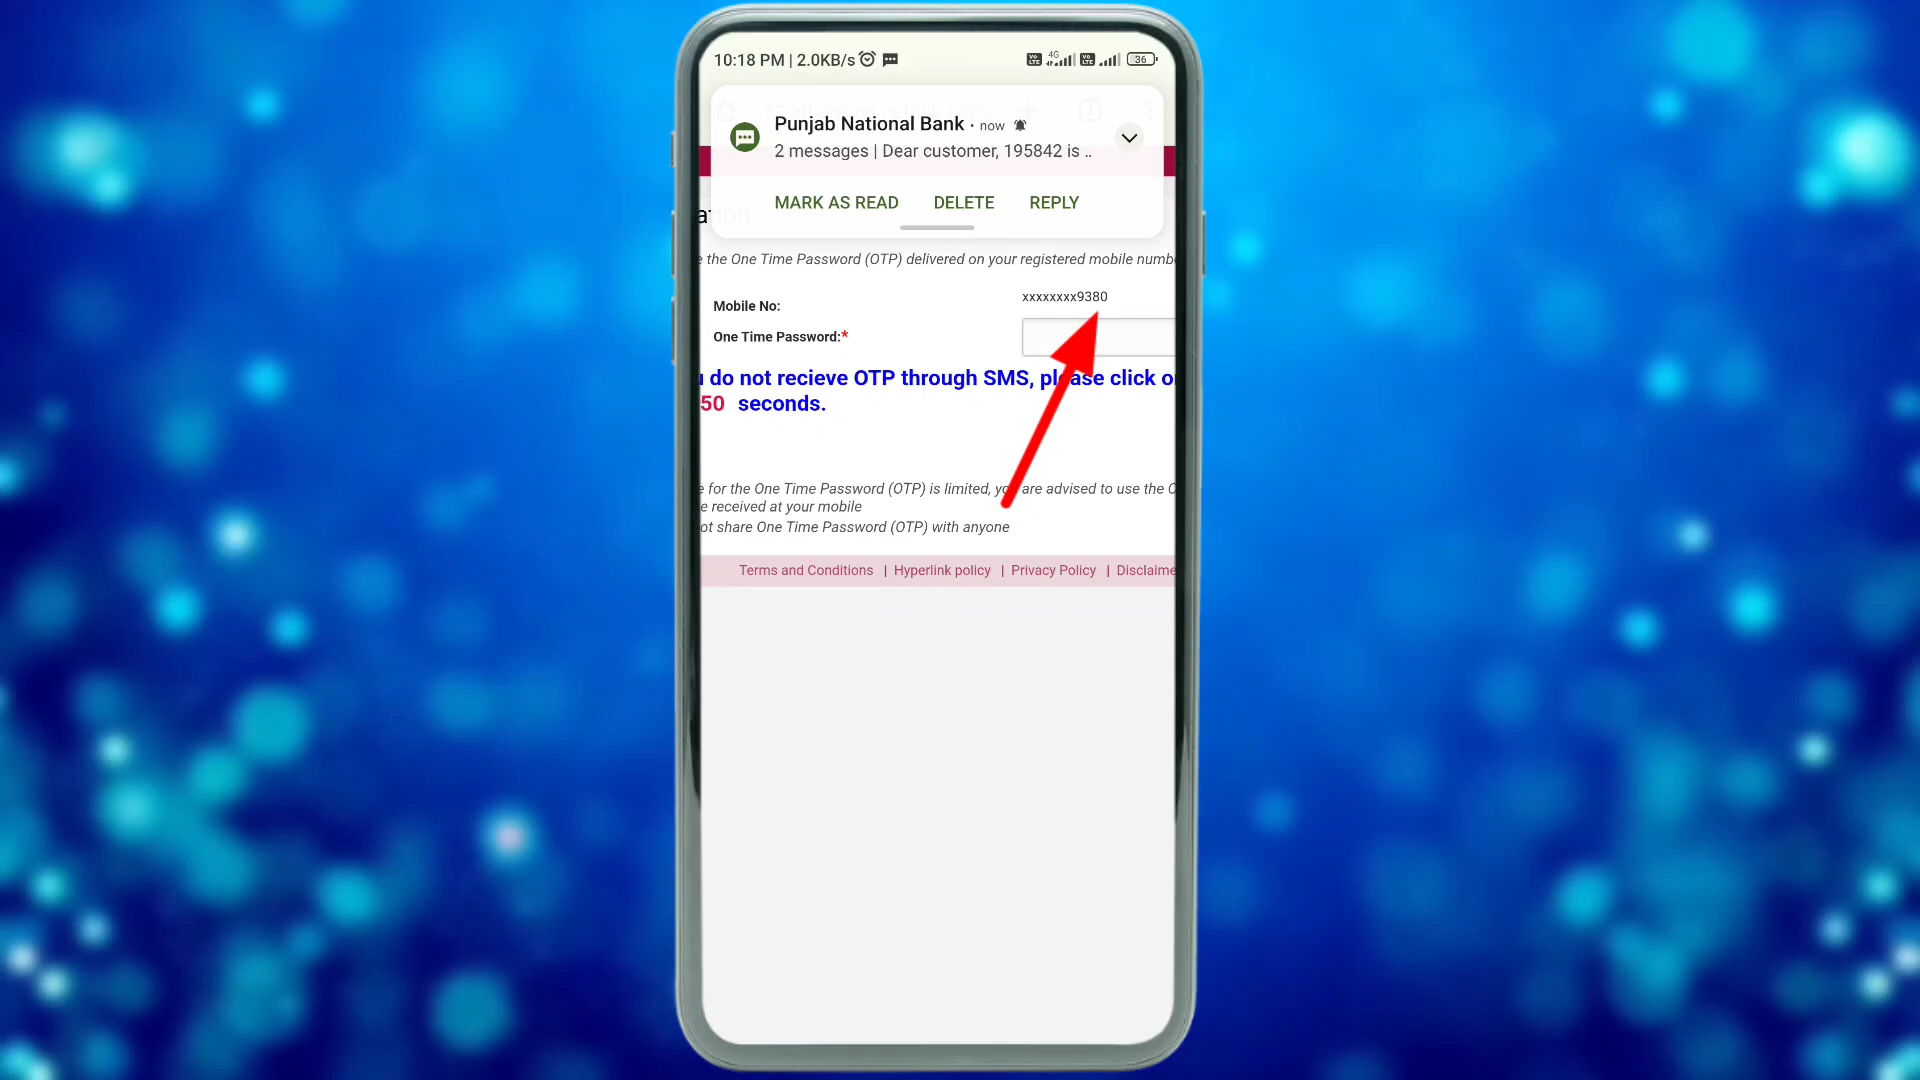 10:18 PM | 2.0KB/s
4G
36
Punjab National Bank • now
2 messages | Dear customer, 195842 is ..
MARK AS READ DELETE REPLY
the One Time Password (OTP) delivered on your registered mobile numb
Mobile No: xxxxxxxx9380
One Time Password:*
u do not recieve OTP through SMS, please click o
50 seconds.
e for the One Time Password (OTP) is limited, you are advised to use the O
e received at your mobile
ot share One Time Password (OTP) with anyone
Terms and Conditions | Hyperlink policy | Privacy Policy | Disclaime